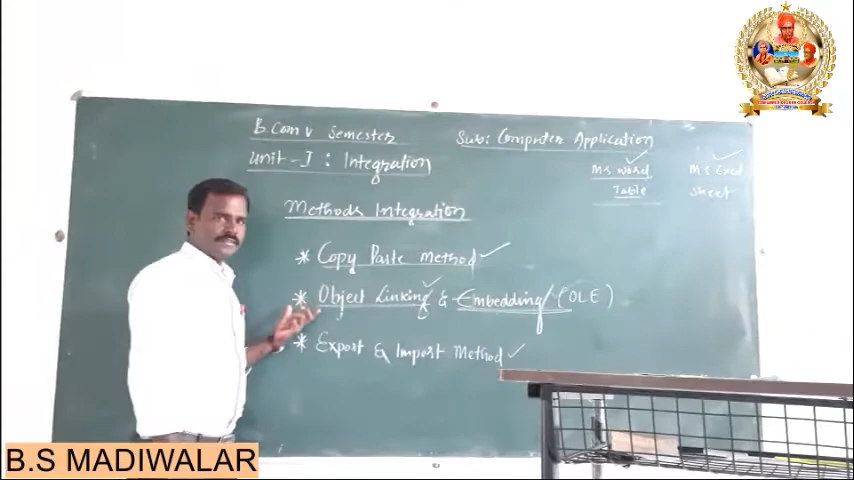 B.Com V Semester
Sub: Computer Application
Unit-I : Integration
MS Word
Table
MS Excel
Sheet
Methods Integration
* Copy Paste Method
* Object Linking & Embedding (OLE)
* Export & Import Method
B.S MADIWALAR